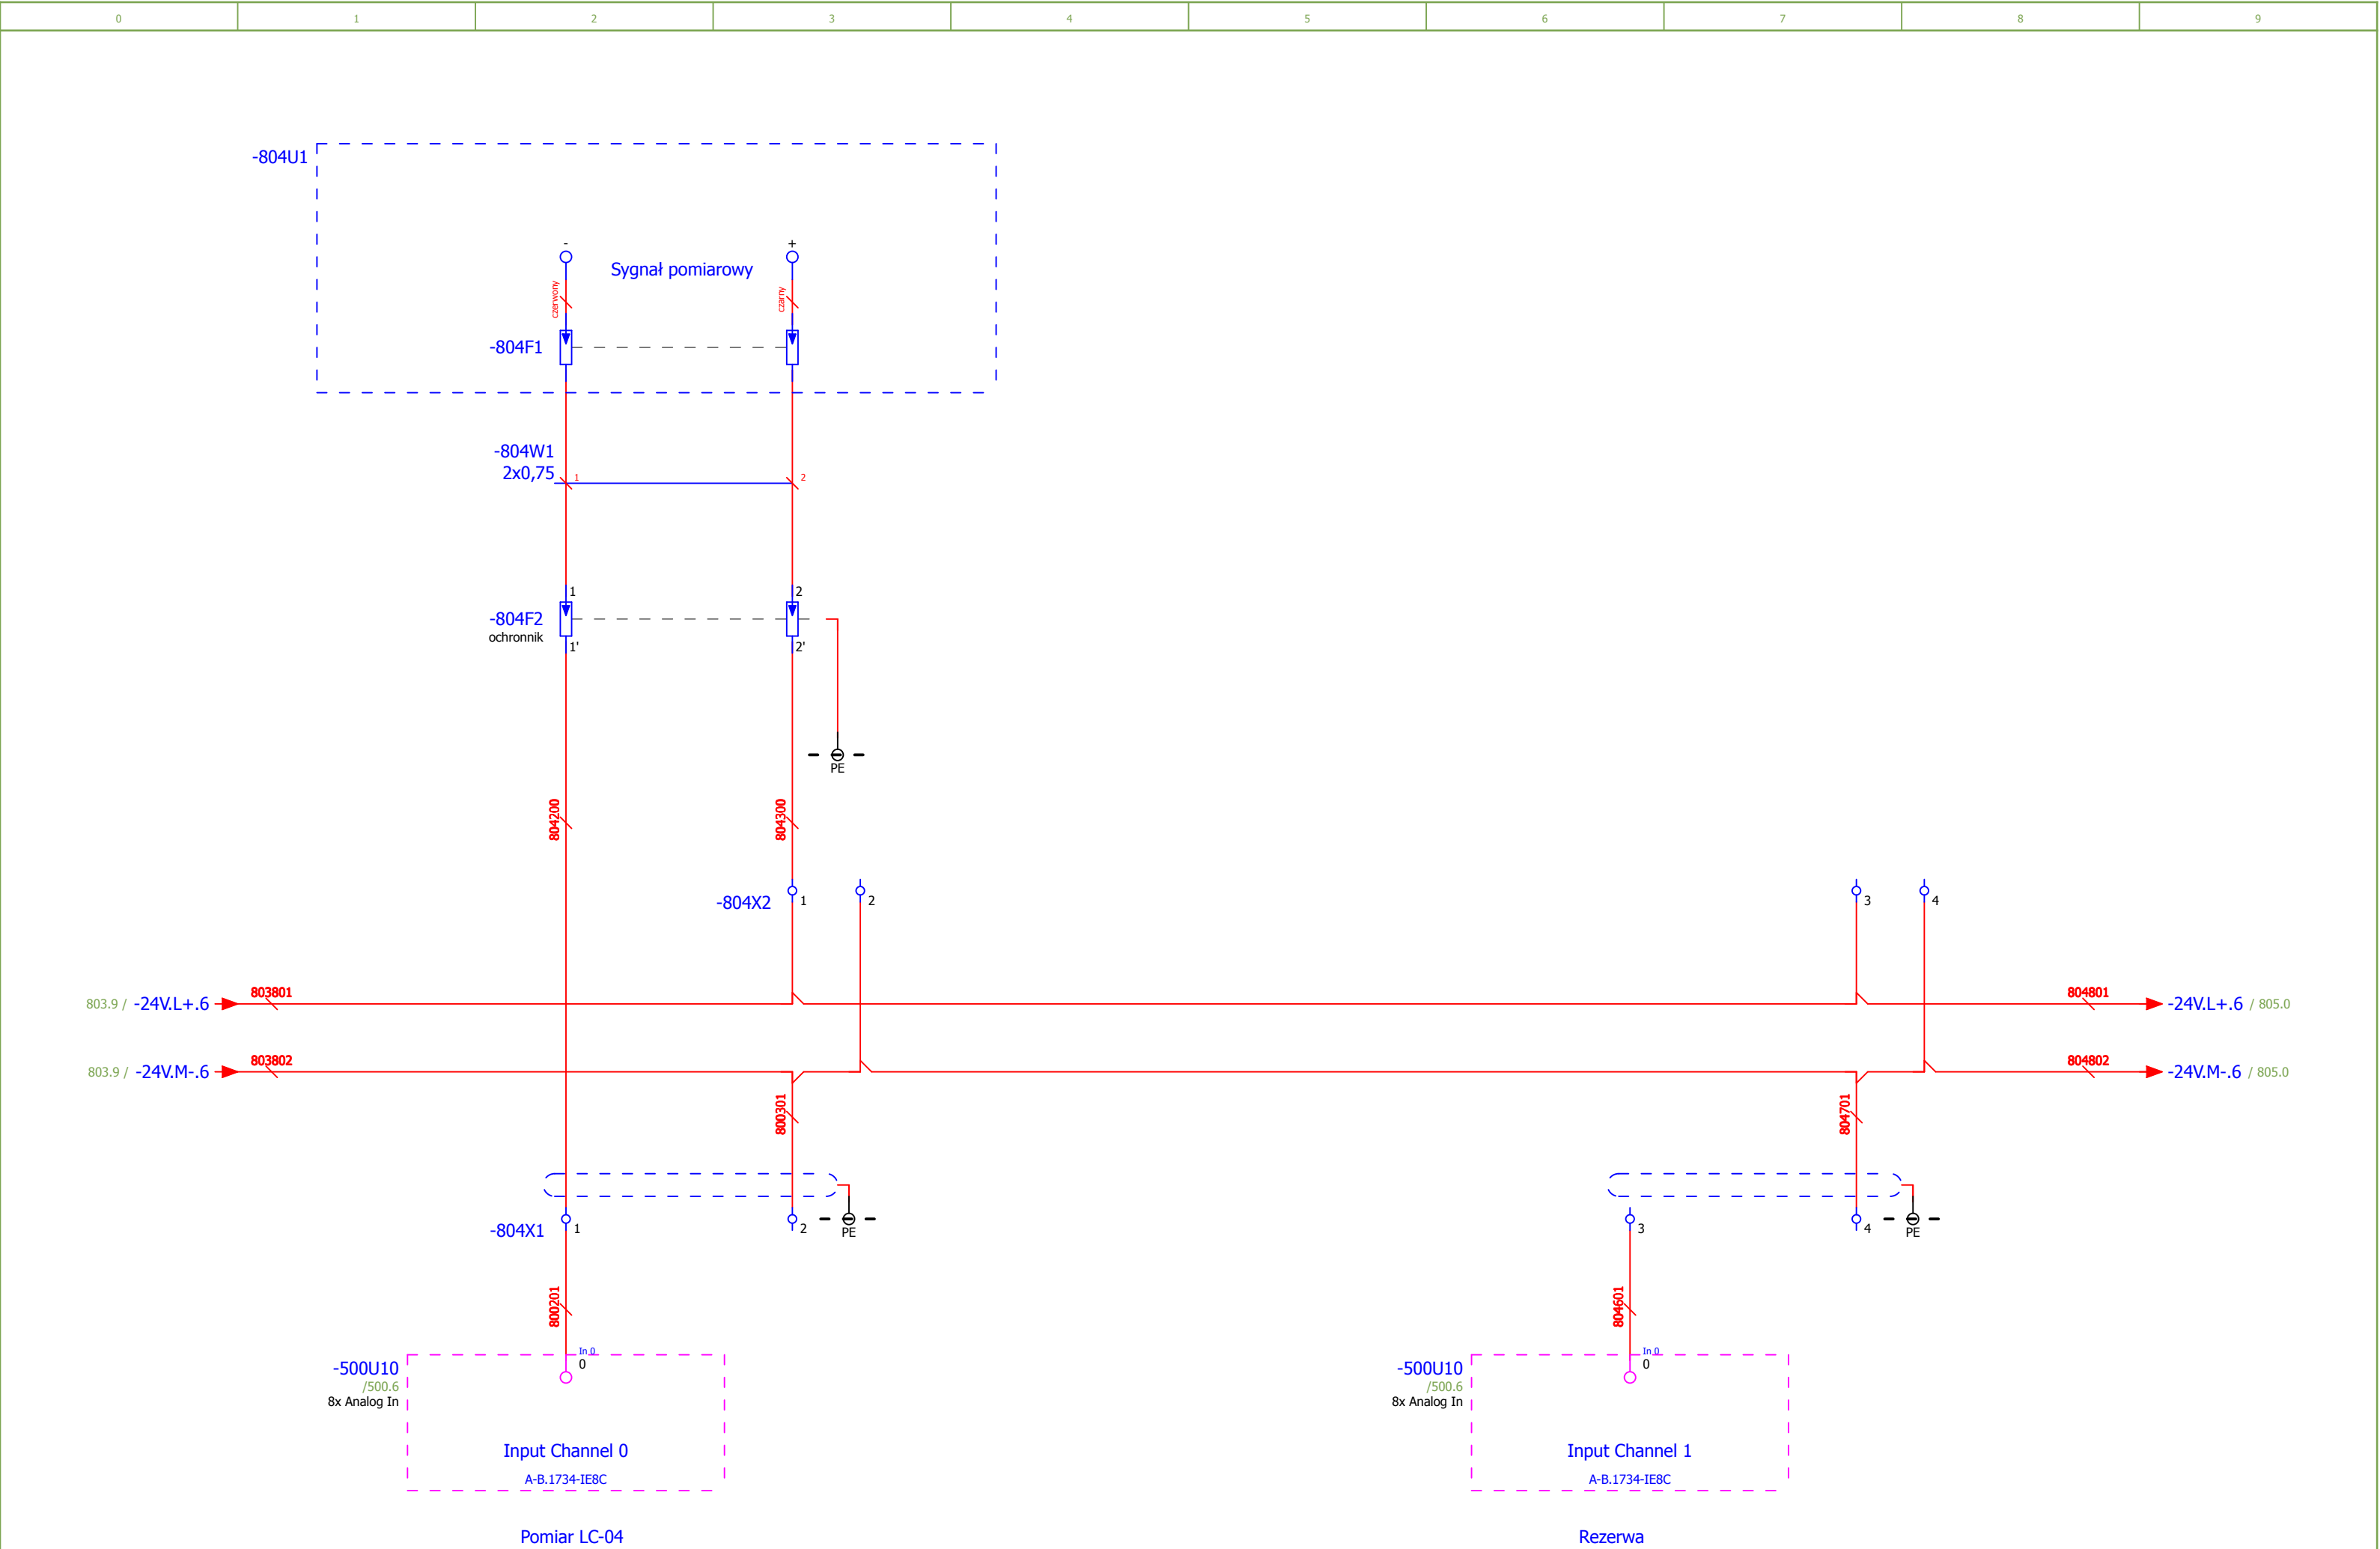 0 1 2 3 4 5 6 7 8 9
-804U1
- +
Sygnał pomiarowy
czerwony czarny
-804F1
-804W1
2x0,75 1 2
1 2
-804F2
ochronnik
1' 2'
PE
804200 804300
-804X2 1 2 3 4
803.9 / -24V.L+.6 803801 804801 -24V.L+.6 / 805.0
803.9 / -24V.M-.6 803802 804802 -24V.M-.6 / 805.0
800301 804701
-804X1 1 2 PE 3 4 PE
800201 804601
In 0 In 0
-500U10 0 -500U10 0
/500.6 /500.6
8x Analog In 8x Analog In
Input Channel 0 Input Channel 1
A-B.1734-IE8C A-B.1734-IE8C
Pomiar LC-04 Rezerwa